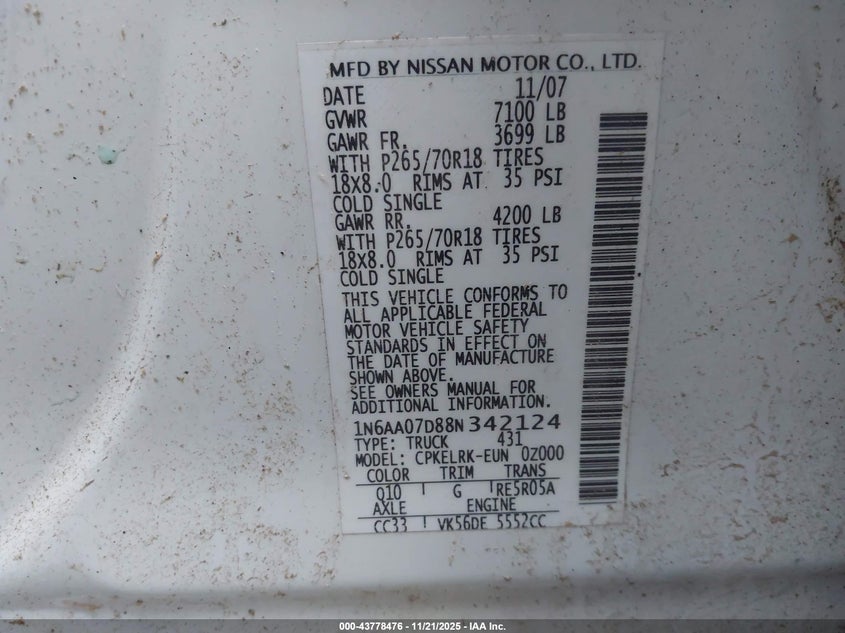 MFD BY NISSAN MOTOR CO., LTD.
DATE 11/07
GVWR 7100 LB
GAWR FR. 3699 LB
WITH P265/70R18 TIRES
18X8.0 RIMS AT 35 PSI
COLD SINGLE
GAWR RR. 4200 LB
WITH P265/70R18 TIRES
18X8.0 RIMS AT 35 PSI
COLD SINGLE
THIS VEHICLE CONFORMS TO
ALL APPLICABLE FEDERAL
MOTOR VEHICLE SAFETY
STANDARDS IN EFFECT ON
THE DATE OF MANUFACTURE
SHOWN ABOVE.
SEE OWNERS MANUAL FOR
ADDITIONAL INFORMATION.
1N6AA07D88N342124
TYPE: TRUCK 431
MODEL: CPKELRK-EUN 0Z000
COLOR TRIM TRANS
Q10 G RE5R05A
AXLE ENGINE
CC33 VK56DE 5552CC
000-43778476 - 11/21/2025 - IAA Inc.